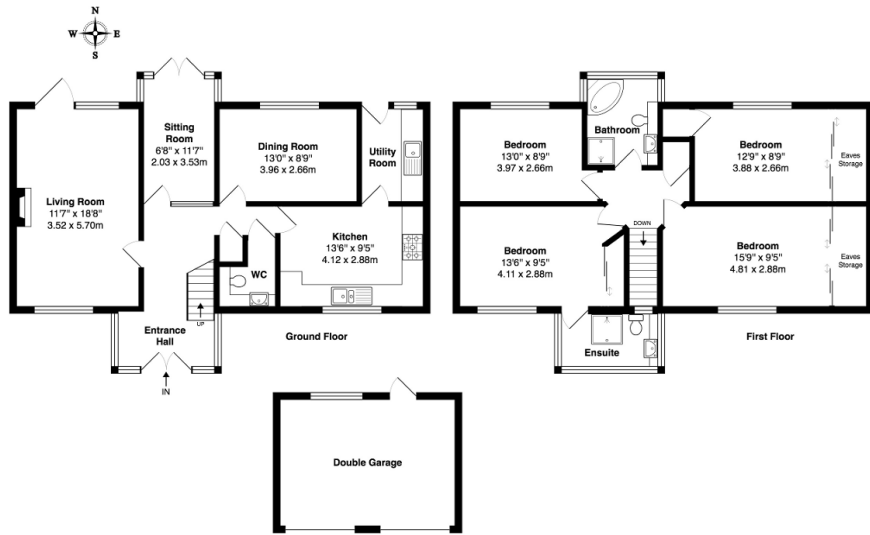 N
W E
S
Sitting
Room
6'8" x 11'7"
2.03 x 3.53m
Dining Room
13'0" x 8'9"
3.96 x 2.66m
Utility
Room
Living Room
11'7" x 18'8"
3.52 x 5.70m
Kitchen
13'6" x 9'5"
4.12 x 2.88m
WC
UP
Entrance
Hall
IN
Ground Floor
Bedroom
13'0" x 8'9"
3.97 x 2.66m
Bathroom
Bedroom
12'9" x 8'9"
3.88 x 2.66m
Eaves
Storage
DOWN
Bedroom
13'6" x 9'5"
4.11 x 2.88m
Bedroom
15'9" x 9'5"
4.81 x 2.88m
Eaves
Storage
Ensuite
First Floor
Double Garage